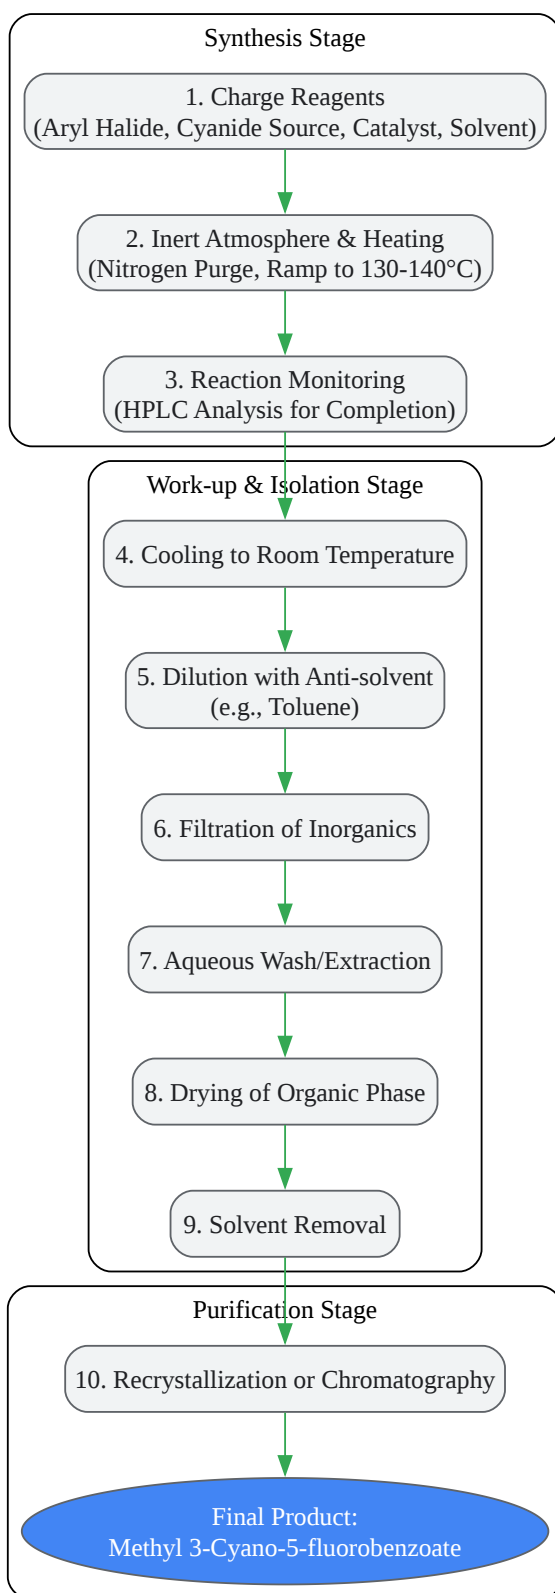 Synthesis Stage
1. Charge Reagents
(Aryl Halide, Cyanide Source, Catalyst, Solvent)
2. Inert Atmosphere & Heating
(Nitrogen Purge, Ramp to 130-140°C)
3. Reaction Monitoring
(HPLC Analysis for Completion)
Work-up & Isolation Stage
4. Cooling to Room Temperature
5. Dilution with Anti-solvent
(e.g., Toluene)
6. Filtration of Inorganics
7. Aqueous Wash/Extraction
8. Drying of Organic Phase
9. Solvent Removal
Purification Stage
10. Recrystallization or Chromatography
Final Product:
Methyl 3-Cyano-5-fluorobenzoate